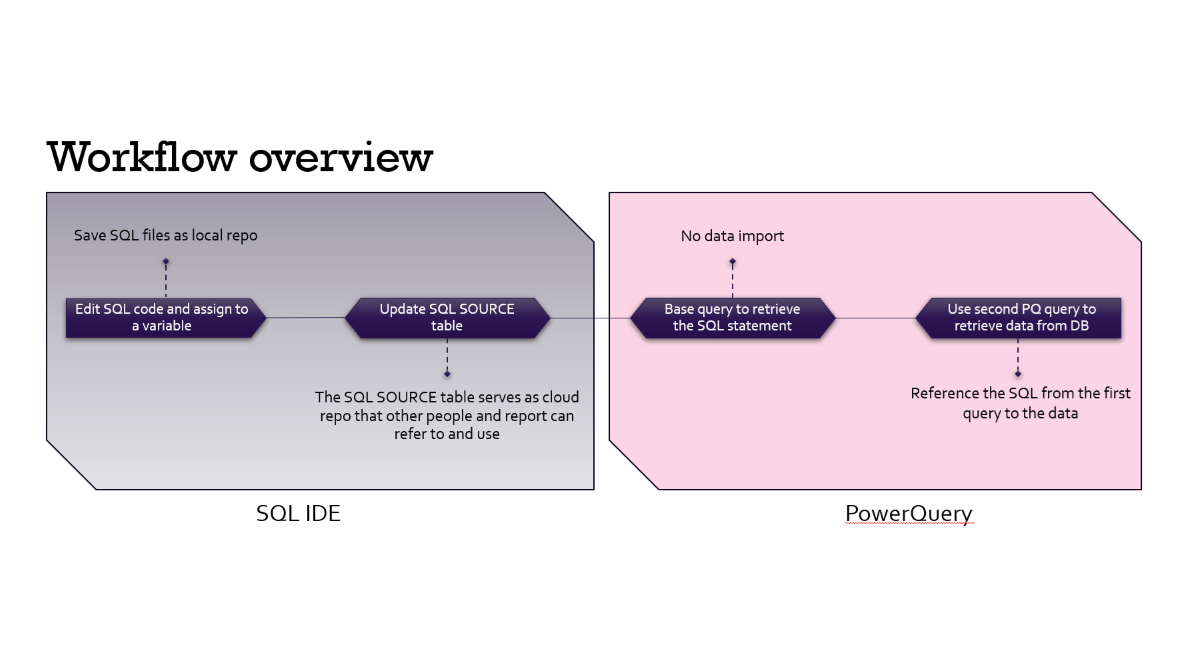 Workflow overview
Save SQL files as local repo
Edit SQL code and assign to
a variable
Update SQL SOURCE
table
The SQL SOURCE table serves as cloud
repo that other people and report can
refer to and use
SQL IDE
No data import
Base query to retrieve
the SQL statement
Use second PQ query to
retrieve data from DB
Reference the SQL from the first
query to the data
PowerQuery